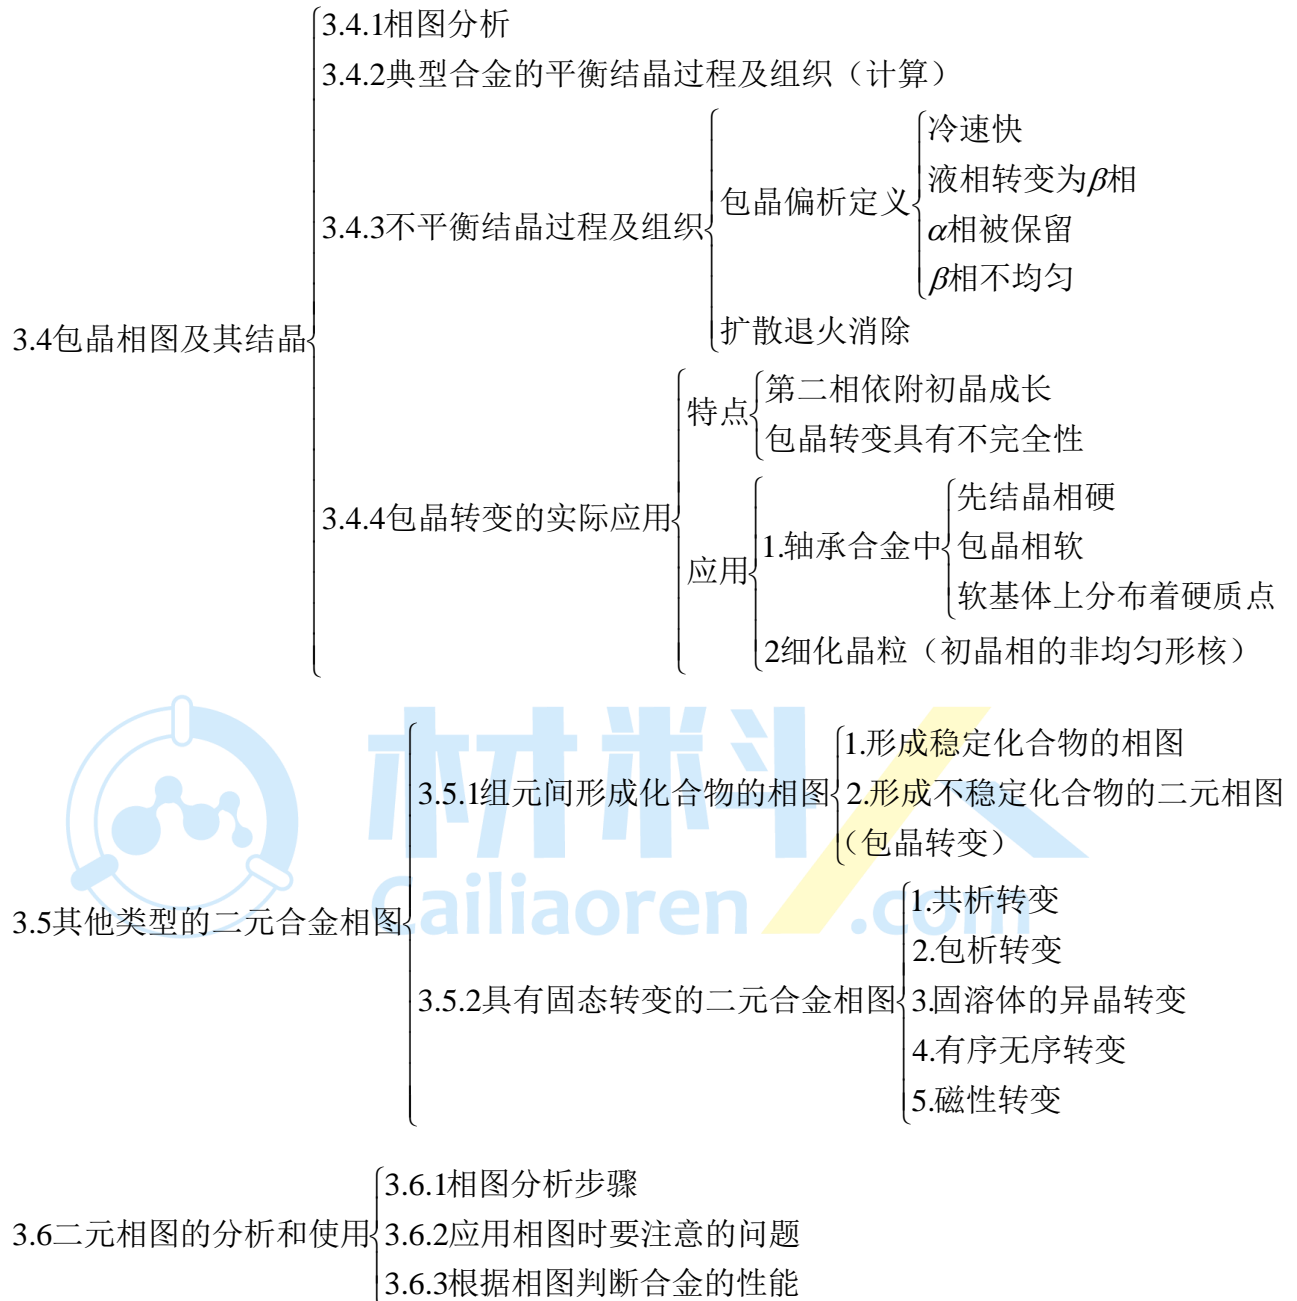 3.4.1相图分析
3.4.2典型合金的平衡结晶过程及组织（计算）
冷速快
液相转变为β相
包晶偏析定义
3.4.3不平衡结晶过程及组织
α相被保留
β相不均匀
扩散退火消除
3.4包晶相图及其结晶
第二相依附初晶成长
特点
包晶转变具有不完全性
先结晶相硬
3.4.4包晶转变的实际应用
1.轴承合金中
包晶相软
应用
软基体上分布着硬质点
2细化晶粒（初晶相的非均匀形核）
材料人
1.形成稳定化合物的相图
3.5.1组元间形成化合物的相图
2.形成不稳定化合物的二元相图
（包晶转变）
Cailiaoren.com
1.共析转变
3.5其他类型的二元合金相图
2.包析转变
3.5.2具有固态转变的二元合金相图
3.固溶体的异晶转变
4.有序无序转变
5.磁性转变
3.6.1相图分析步骤
3.6二元相图的分析和使用
3.6.2应用相图时要注意的问题
3.6.3根据相图判断合金的性能